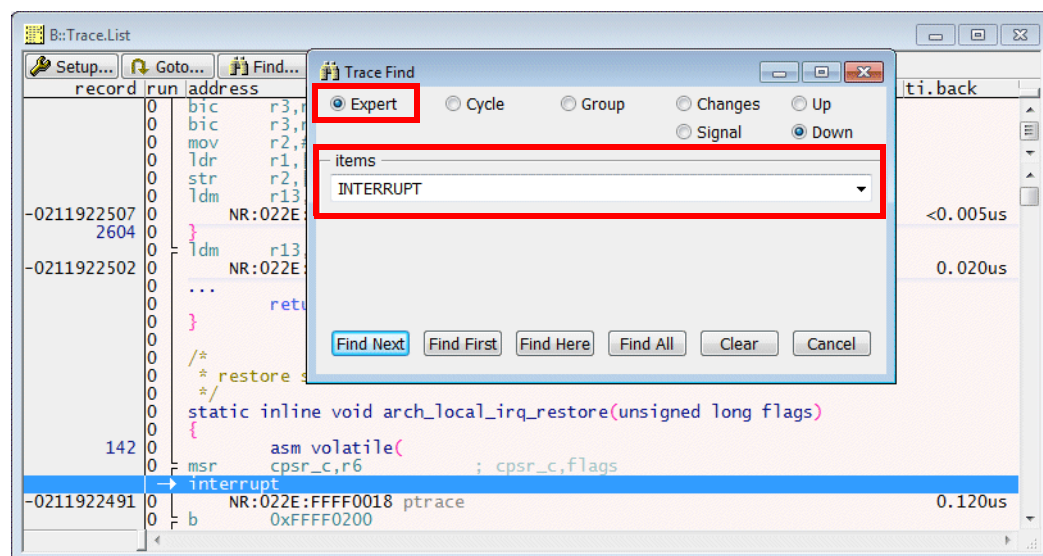 B::Trace.List
Setup... Goto... Find...
Trace Find
record run address ti.back
Expert Cycle Group Changes Up
Signal Down
items
INTERRUPT
Find Next Find First Find Here Find All Clear Cancel
0 bic r3,
0 bic r3,
0 mov r2,#
0 ldr r1,
0 str r2,
0 ldm r13,
-0211922507 0 NR:022E: <0.005us
2604 0 }
0 ldm r13,
-0211922502 0 NR:022E: 0.020us
0 ...
0 retu
0 }
0
0 /*
0 * restore
0 */
0 static inline void arch_local_irq_restore(unsigned long flags)
0 {
142 0 asm volatile(
0 msr cpsr_c,r6 ; cpsr_c,flags
interrupt
-0211922491 0 NR:022E:FFFF0018 ptrace 0.120us
0 b 0xFFFF0200